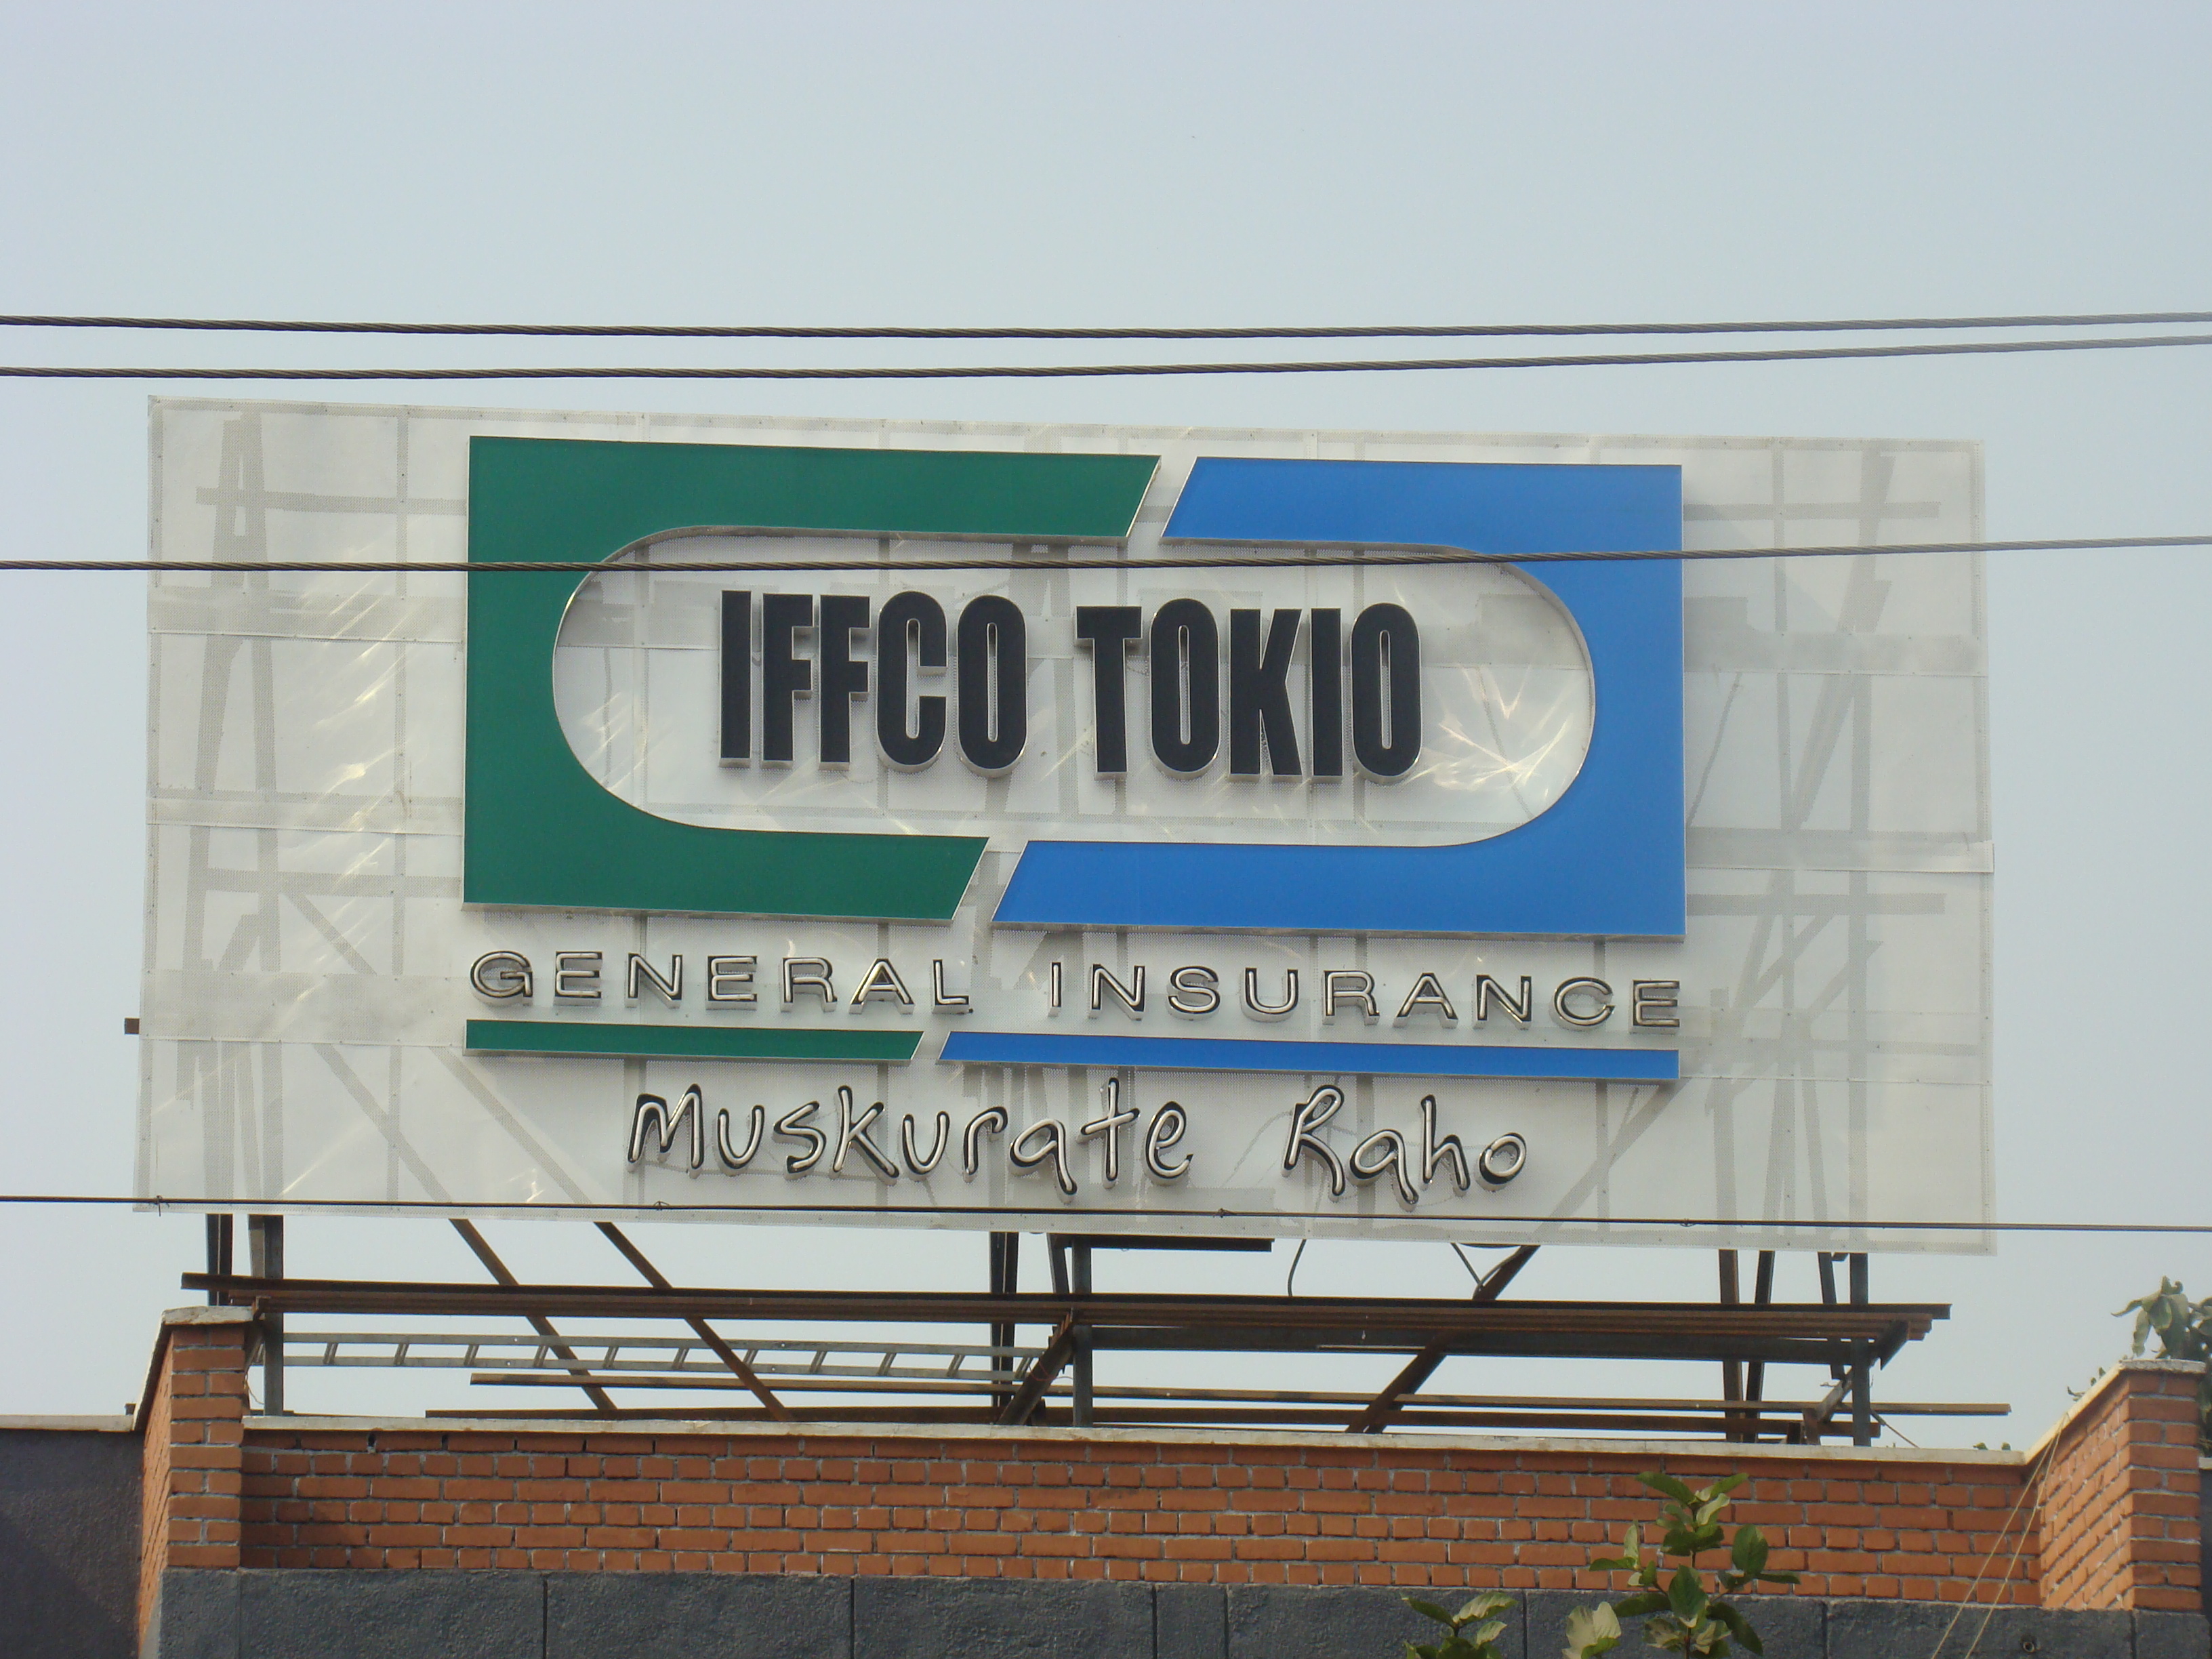 IFFCO TOKIO
GENERAL INSURANCE
Muskurate Raho